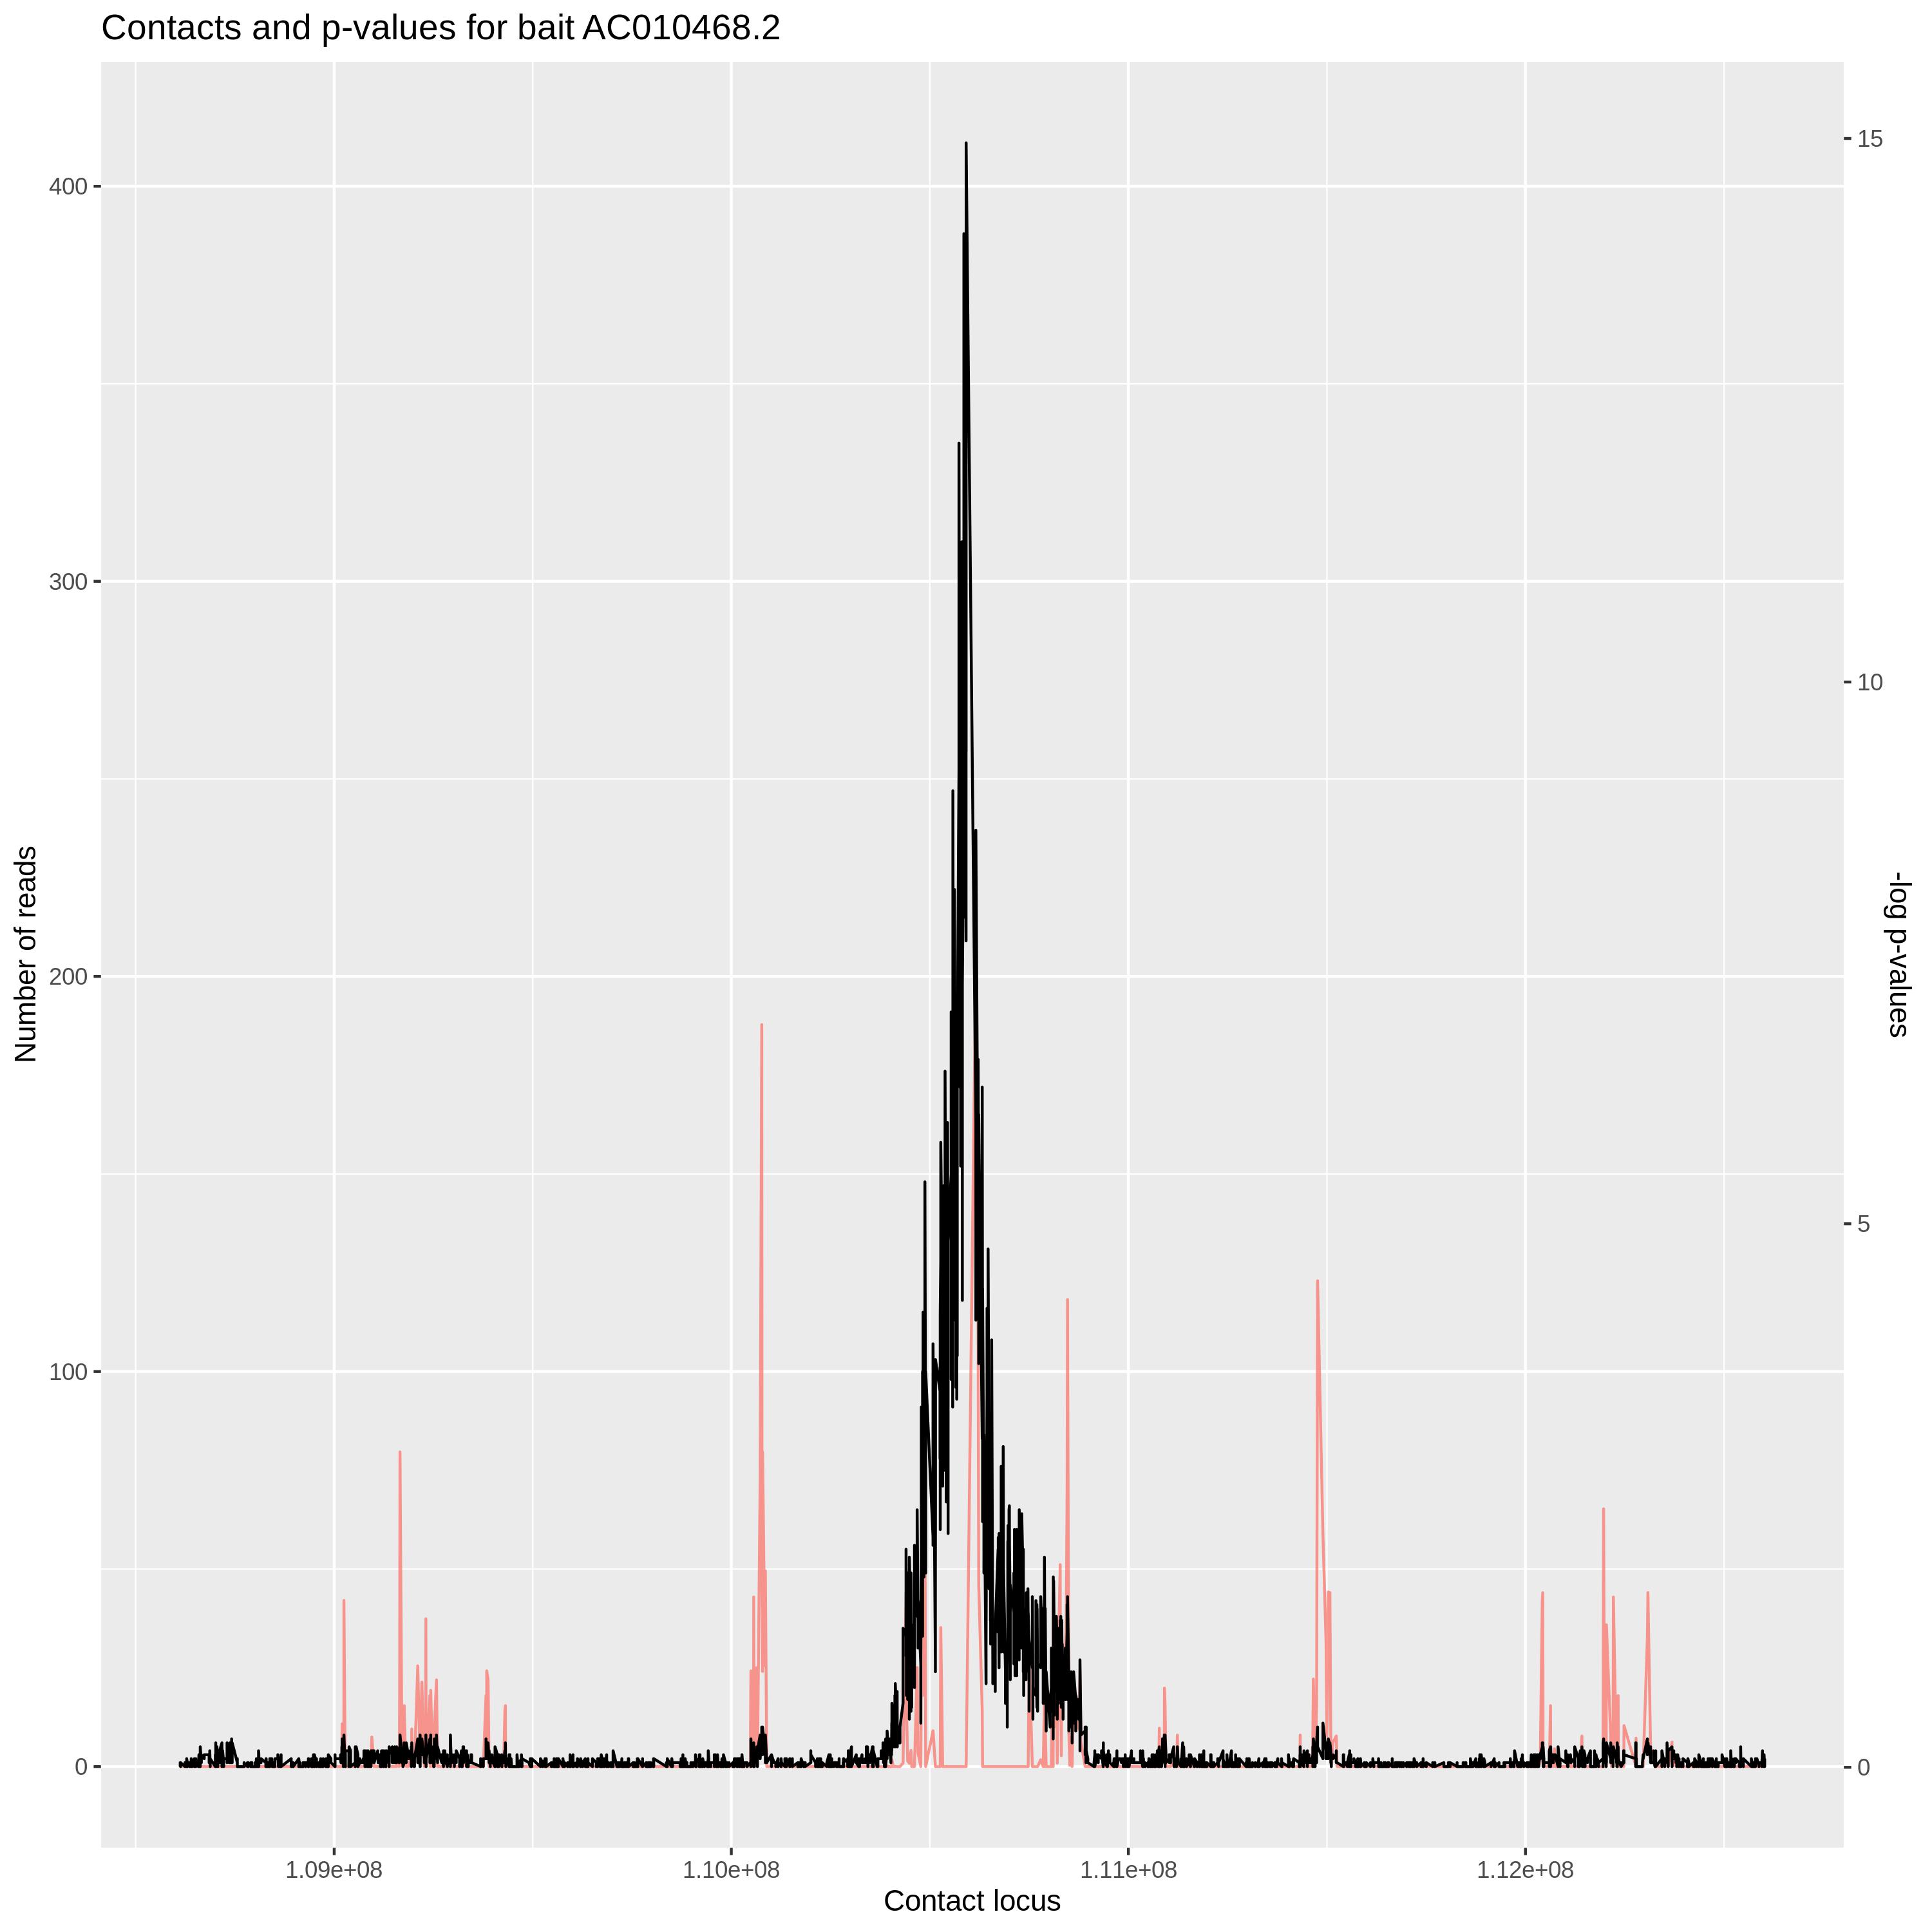 Contacts and p-values for bait AC010468.2
400
300
200
100
0
Number of reads
15
10
5
0
-log p-values
1.09e+08 1.10e+08 1.11e+08 1.12e+08
Contact locus